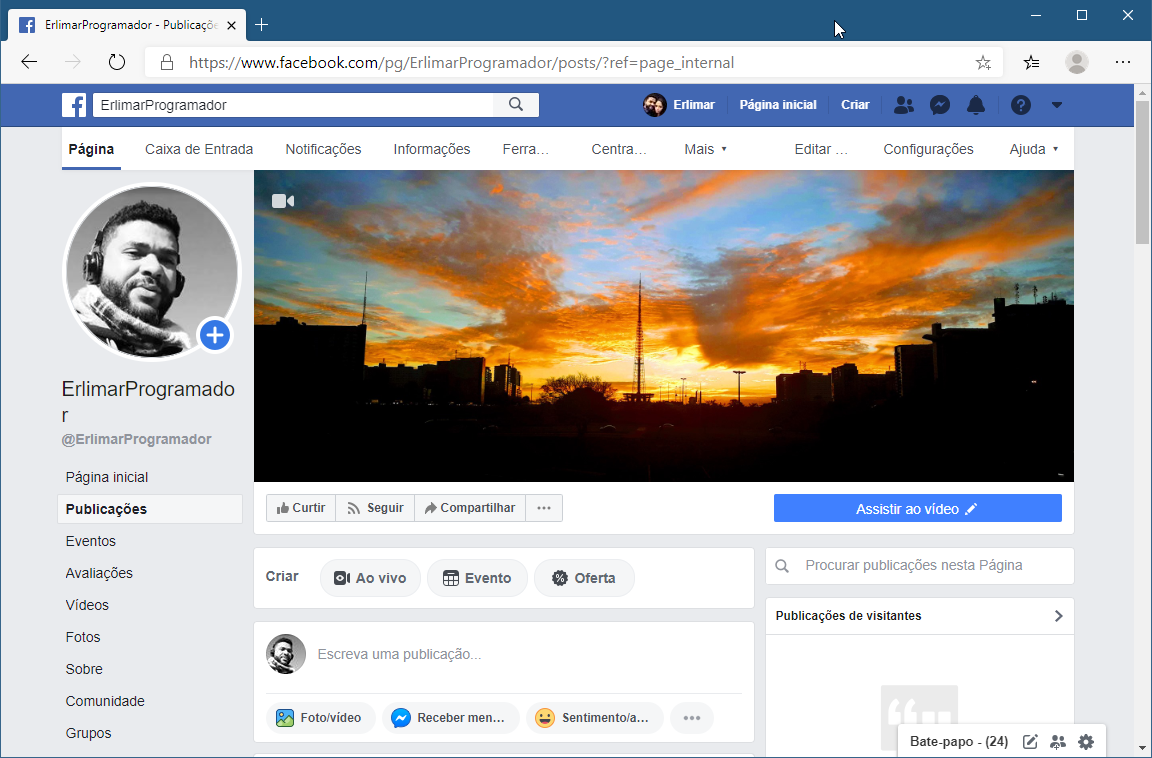 ErlimarProgramador - Publicaçõe
https://www.facebook.com/pg/ErlimarProgramador/posts/?ref=page_internal
ErlimarProgramador
Erlimar Página inicial Criar
Página Caixa de Entrada Notificações Informações Ferra... Centra... Mais Editar ... Configurações Ajuda
ErlimarProgramado
r
@ErlimarProgramador
Página inicial
Publicações
Eventos
Avaliações
Vídeos
Fotos
Sobre
Comunidade
Grupos
Curtir Seguir Compartilhar ...
Assistir ao vídeo
Criar Ao vivo Evento Oferta
Escreva uma publicação...
Foto/vídeo Receber men... Sentimento/a... ...
Procurar publicações nesta Página
Publicações de visitantes
Bate-papo - (24)